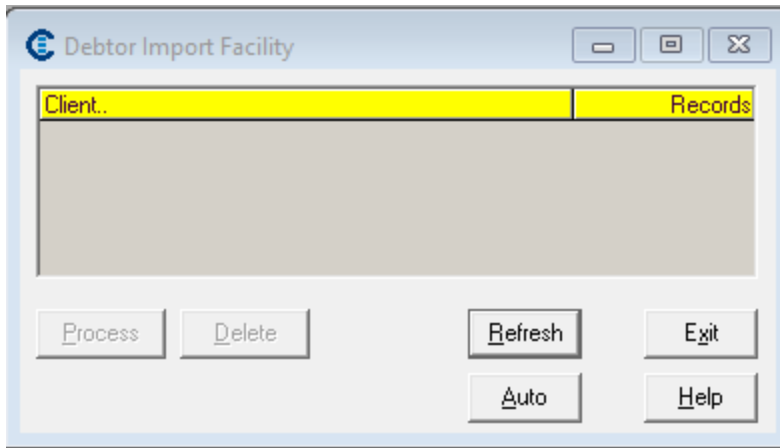 Debtor Import Facility
Client.. Records
Process Delete Refresh Exit
Auto Help